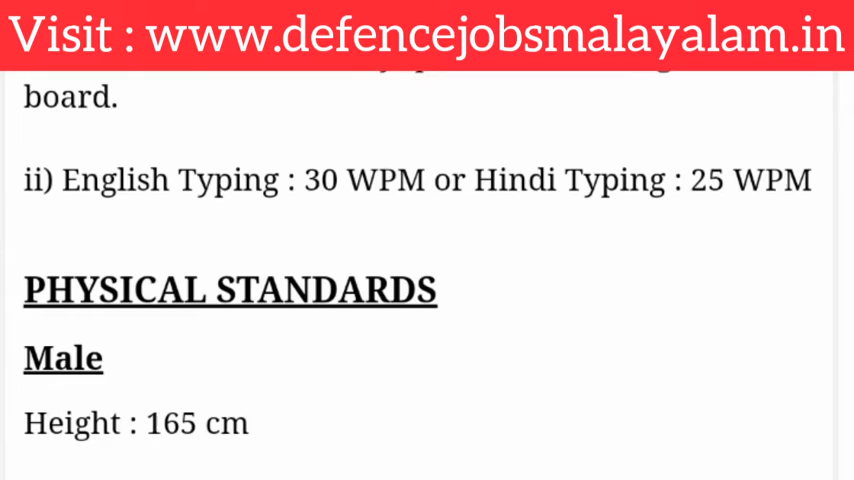 Visit : www.defencejobsmalayalam.in
board.
ii) English Typing : 30 WPM or Hindi Typing : 25 WPM
PHYSICAL STANDARDS
Male
Height : 165 cm